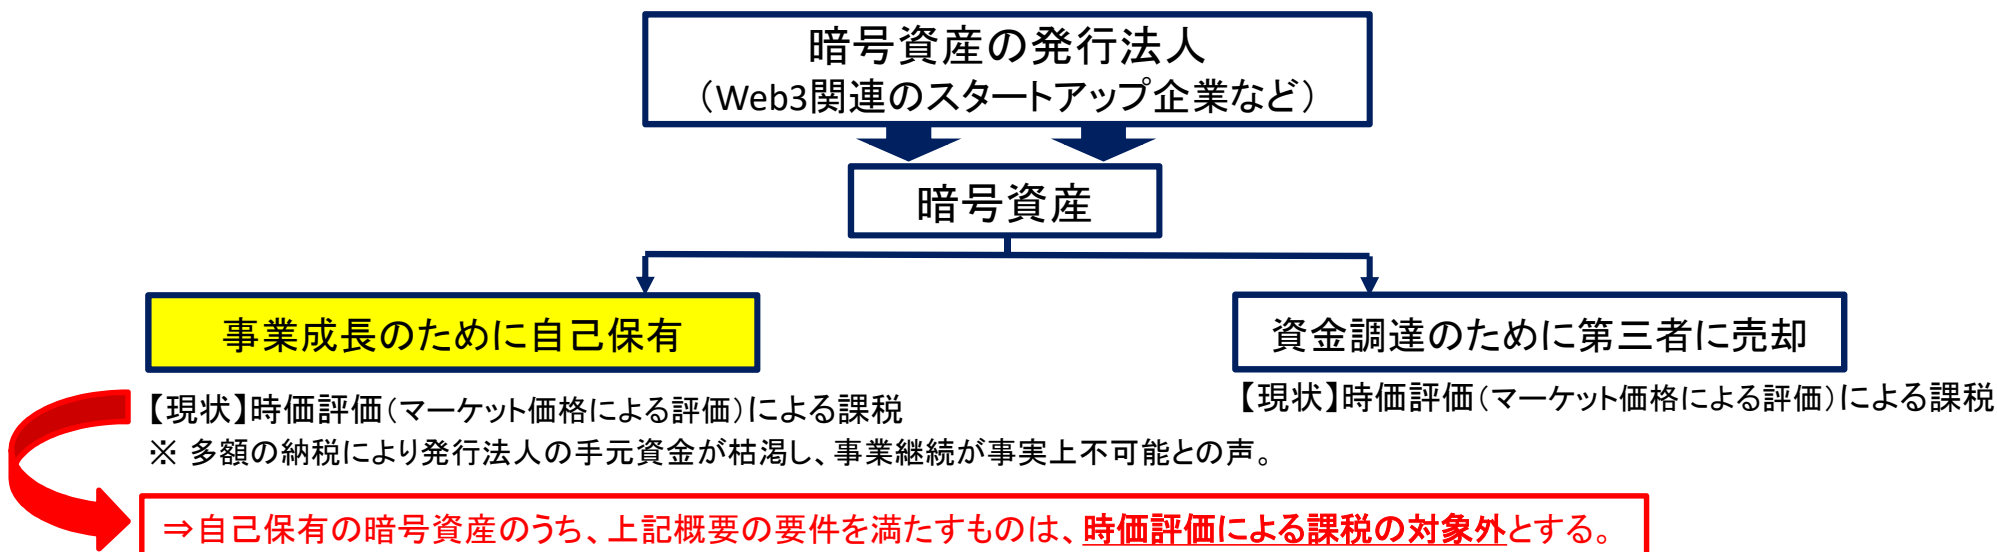 暗号資産の発行法人
（Web3関連のスタートアップ企業など）
暗号資産
事業成長のために自己保有
資金調達のために第三者に売却
【現状】時価評価（マーケット価格による評価）による課税
【現状】時価評価（マーケット価格による評価）による課税
※ 多額の納税により発行法人の手元資金が枯渇し、事業継続が事実上不可能との声。
⇒自己保有の暗号資産のうち、上記概要の要件を満たすものは、時価評価による課税の対象外とする。